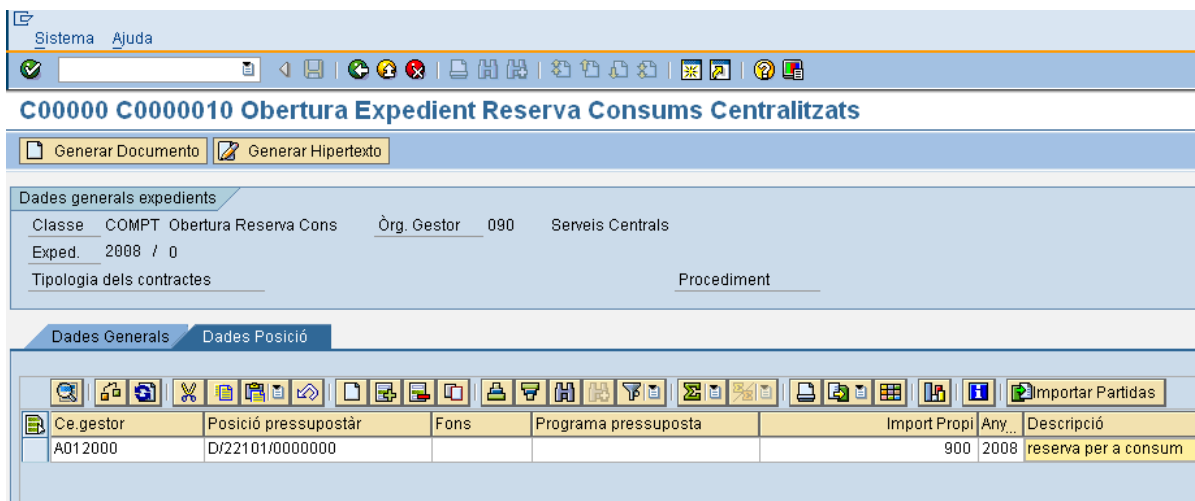 Sistema Ajuda
C00000 C0000010 Obertura Expedient Reserva Consums Centralitzats
Generar Documento Generar Hipertexto
Dades generals expedients
Classe COMPT Obertura Reserva Cons Òrg. Gestor 090 Serveis Centrals
Exped. 2008 / 0
Tipologia dels contractes Procediment
Dades Generals Dades Posició
Importar Partidas
Ce.gestor Posició pressupostàr Fons Programa pressuposta Import Propi Any... Descripció
A012000 D/22101/0000000 900 2008 reserva per a consum